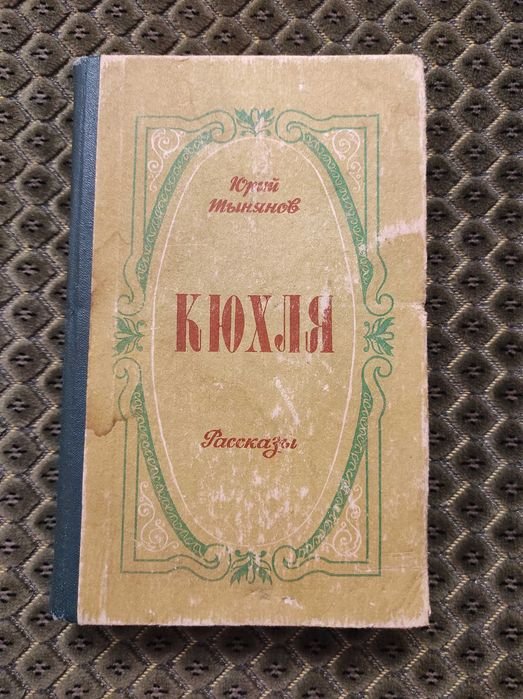 Юрий
Тынянов
КЮХЛЯ
Рассказы